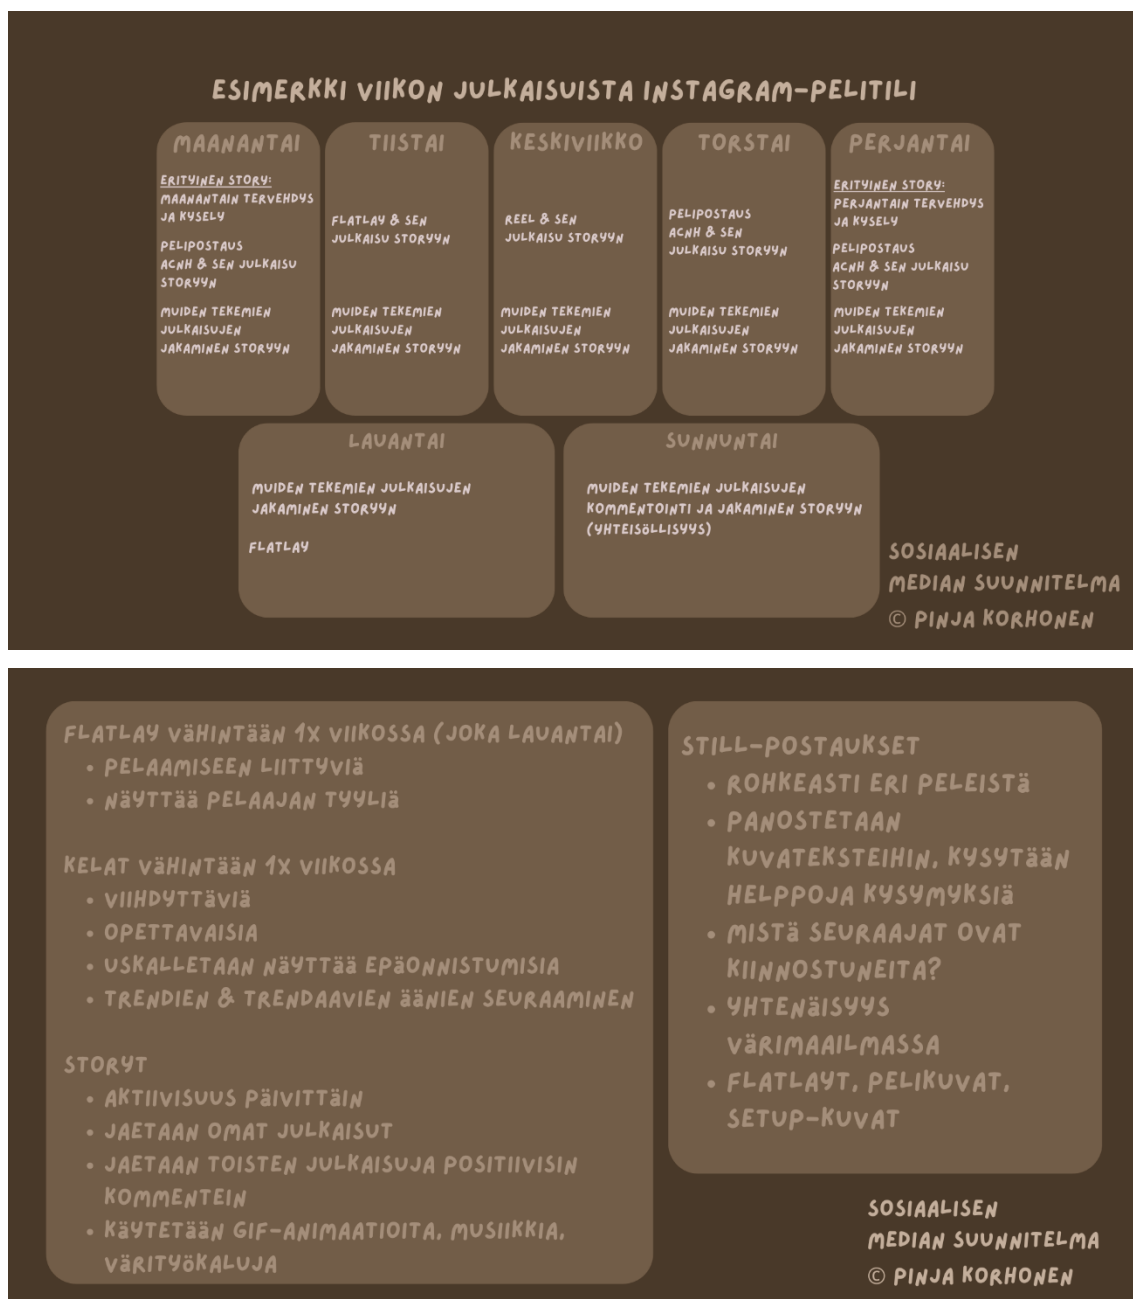 ESIMERKKI VIIKON JULKAISUISTA INSTAGRAM-PELITILI
MAANANTAI
ERITYINEN STORY:
MAANANTAIN TERVEHDYS
JA KYSELY
PELIPOSTAUS
ACNH & SEN JULKAISU
STORYYN
MUIDEN TEKEMIEN
JULKAISUJEN
JAKAMINEN STORYYN
TIISTAI
FLATLAY & SEN
JULKAISU STORYYN
MUIDEN TEKEMIEN
JULKAISUJEN
JAKAMINEN STORYYN
KESKIVIIKKO
REEL & SEN
JULKAISU STORYYN
MUIDEN TEKEMIEN
JULKAISUJEN
JAKAMINEN STORYYN
TORSTAI
PELIPOSTAUS
ACNH & SEN
JULKAISU STORYYN
MUIDEN TEKEMIEN
JULKAISUJEN
JAKAMINEN STORYYN
PERJANTAI
ERITYINEN STORY:
PERJANTAIN TERVEHDYS
JA KYSELY
PELIPOSTAUS
ACNH & SEN JULKAISU
STORYYN
MUIDEN TEKEMIEN
JULKAISUJEN
JAKAMINEN STORYYN
LAUANTAI
MUIDEN TEKEMIEN JULKAISUJEN
JAKAMINEN STORYYN
FLATLAY
SUNNUNTAI
MUIDEN TEKEMIEN JULKAISUJEN
KOMMENTOINTI JA JAKAMINEN STORYYN
(YHTEISÖLLISYYS)
SOSIAALISEN
MEDIAN SUUNNITELMA
© PINJA KORHONEN
FLATLAY VÄHINTÄÄN 1X VIIKOSSA (JOKA LAUANTAI)
• PELAAMISEEN LIITTYVIÄ
• NÄYTTÄÄ PELAAJAN TYYLIÄ
KELAT VÄHINTÄÄN 1X VIIKOSSA
• VIIHDYTTÄVIÄ
• OPETTAVAISIA
• USKALLETAAN NÄYTTÄÄ EPÄONNISTUMISIA
• TRENDIEN & TRENDAAVIEN ÄÄNIEN SEURAAMINEN
STORYT
• AKTIIVISUUS PÄIVITTÄIN
• JAETAAN OMAT JULKAISUT
• JAETAAN TOISTEN JULKAISUJA POSITIIVISIN
KOMMENTEIN
• KÄYTETÄÄN GIF-ANIMAATIOITA, MUSIIKKIA,
VÄRITYÖKALUJA
STILL-POSTAUKSET
• ROHKEASTI ERI PELEISTÄ
• PANOSTETAAN
KUVATEKSTEIHIN, KYSYTÄÄN
HELPPOJA KYSYMYKSIÄ
• MISTÄ SEURAAJAT OVAT
KIINNOSTUNEITA?
• YHTENÄISYYS
VÄRIMAAILMASSA
• FLATLAYT, PELIKUVAT,
SETUP-KUVAT
SOSIAALISEN
MEDIAN SUUNNITELMA
© PINJA KORHONEN